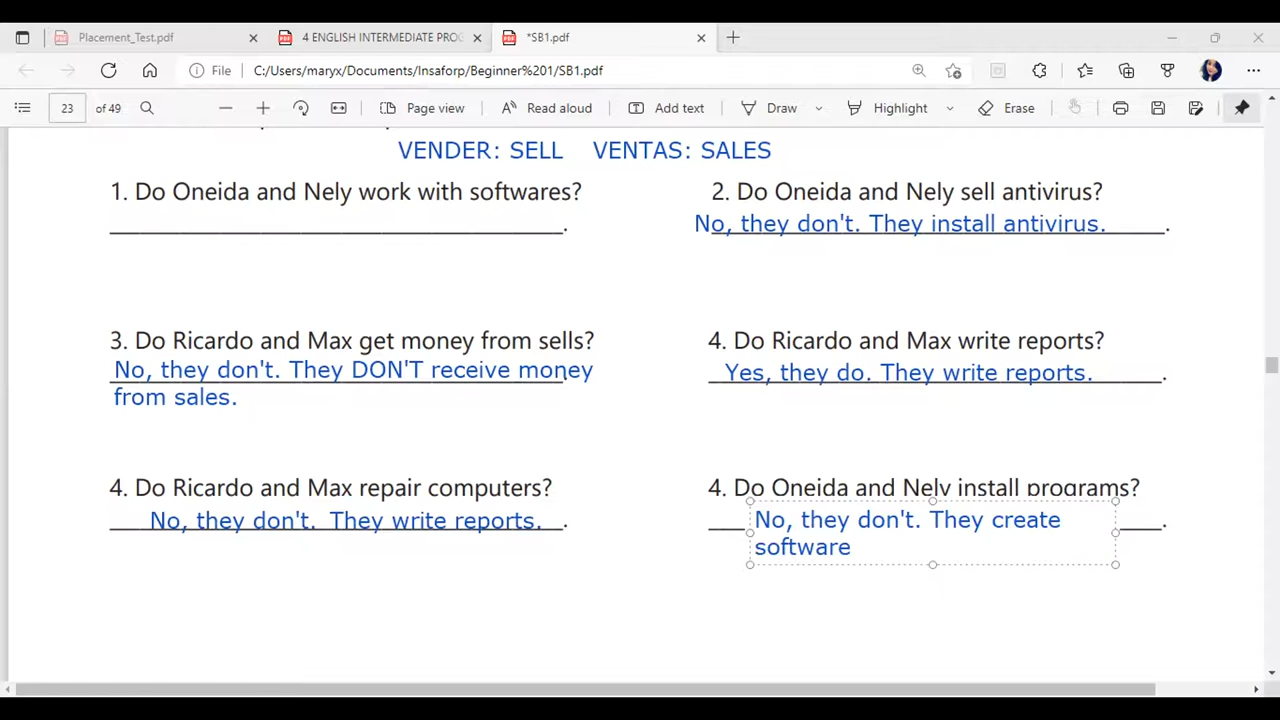 Placement_Test.pdf
4 ENGLISH INTERMEDIATE PROG
*SB1.pdf
File
C:/Users/maryx/Documents/Insaforp/Beginner%201/SB1.pdf
23 of 49
Page view
Read aloud
Add text
Draw
Highlight
Erase
VENDER: SELL VENTAS: SALES
1. Do Oneida and Nely work with softwares?
2. Do Oneida and Nely sell antivirus?
No, they don't. They install antivirus.
3. Do Ricardo and Max get money from sells?
No, they don't. They DON'T receive money
from sales.
4. Do Ricardo and Max write reports?
Yes, they do. They write reports.
4. Do Ricardo and Max repair computers?
No, they don't. They write reports.
4. Do Oneida and Nely install programs?
No, they don't. They create
software